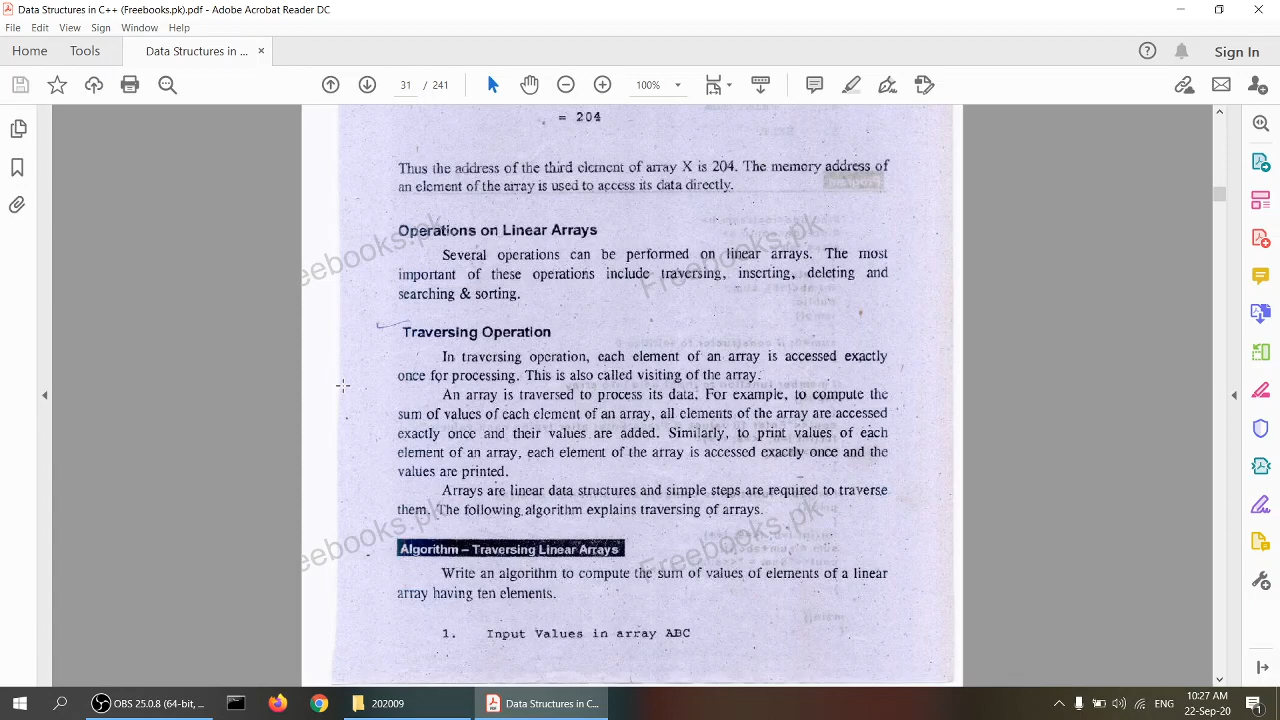 Data Structures in C++ (Freebooks.pk).pdf - Adobe Acrobat Reader DC
File Edit View Sign Window Help
Home Tools Data Structures in ... × Sign In
31 / 241 100%
= 204
Thus the address of the third element of array X is 204. The memory address of
an element of the array is used to access its data directly.
Operations on Linear Arrays
Several operations can be performed on linear arrays. The most
important of these operations include traversing, inserting, deleting and
searching & sorting.
Traversing Operation
In traversing operation, each element of an array is accessed exactly
once for processing. This is also called visiting of the array.
An array is traversed to process its data. For example, to compute the
sum of values of each element of an array, all elements of the array are accessed
exactly once and their values are added. Similarly, to print values of each
element of an array, each element of the array is accessed exactly once and the
values are printed.
Arrays are linear data structures and simple steps are required to traverse
them. The following algorithm explains traversing of arrays.
Algorithm – Traversing Linear Arrays
Write an algorithm to compute the sum of values of elements of a linear
array having ten elements.
1. Input Values in array ABC
eebooks.pk
Freebooks.pk
eebooks.pk
Freebooks.pk
OBS 25.0.8 (64-bit, ... 202009 Data Structures in C... ENG 10:27 AM
22-Sep-20